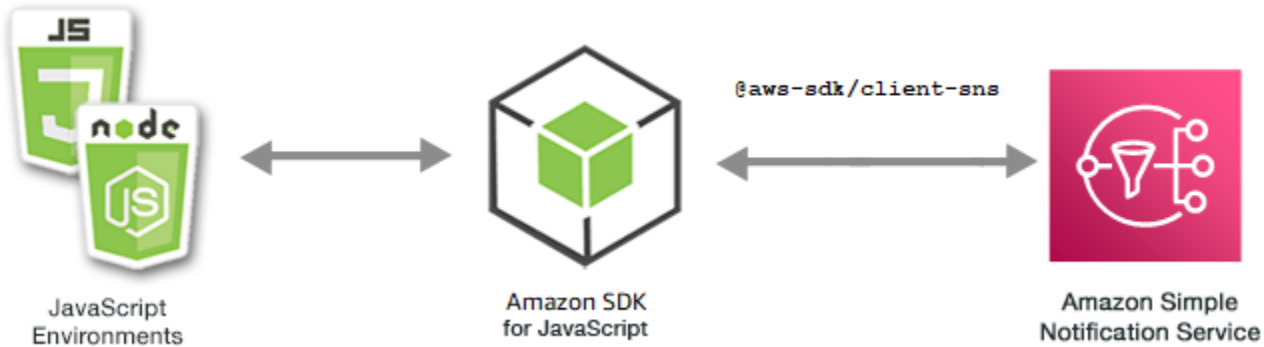 JS
node
JS
@aws-sdk/client-sns
JavaScript
Environments
Amazon SDK
for JavaScript
Amazon Simple
Notification Service